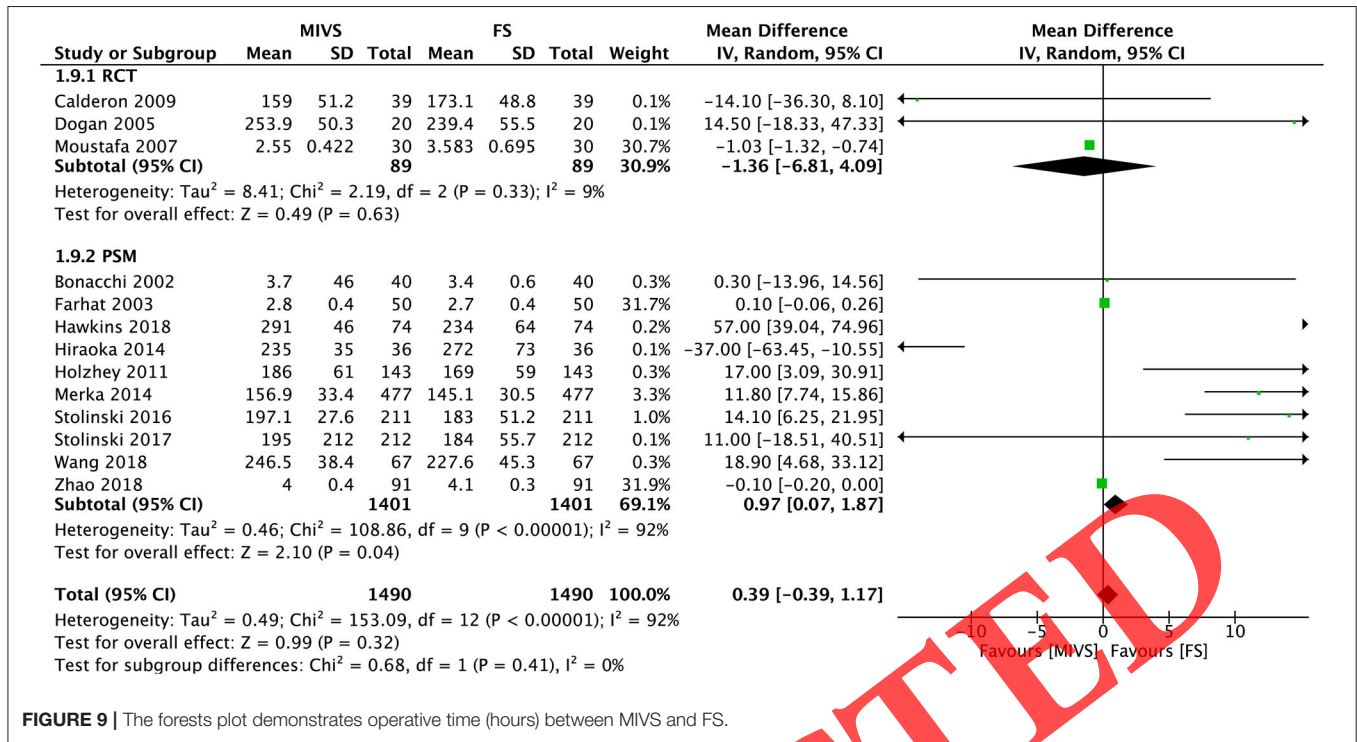 MIVS FS Mean Difference Mean Difference
Study or Subgroup Mean SD Total Mean SD Total Weight IV, Random, 95% CI IV, Random, 95% CI
1.9.1 RCT
Calderon 2009 159 51.2 39 173.1 48.8 39 0.1% −14.10 [−36.30, 8.10]
Dogan 2005 253.9 50.3 20 239.4 55.5 20 0.1% 14.50 [−18.33, 47.33]
Moustafa 2007 2.55 0.422 30 3.583 0.695 30 30.7% −1.03 [−1.32, −0.74]
Subtotal (95% CI) 89 89 30.9% −1.36 [−6.81, 4.09]
Heterogeneity: Tau² = 8.41; Chi² = 2.19, df = 2 (P = 0.33); I² = 9%
Test for overall effect: Z = 0.49 (P = 0.63)
1.9.2 PSM
Bonacchi 2002 3.7 46 40 3.4 0.6 40 0.3% 0.30 [−13.96, 14.56]
Farhat 2003 2.8 0.4 50 2.7 0.4 50 31.7% 0.10 [−0.06, 0.26]
Hawkins 2018 291 46 74 234 64 74 0.2% 57.00 [39.04, 74.96]
Hiraoka 2014 235 35 36 272 73 36 0.1% −37.00 [−63.45, −10.55]
Holzhey 2011 186 61 143 169 59 143 0.3% 17.00 [3.09, 30.91]
Merka 2014 156.9 33.4 477 145.1 30.5 477 3.3% 11.80 [7.74, 15.86]
Stolinski 2016 197.1 27.6 211 183 51.2 211 1.0% 14.10 [6.25, 21.95]
Stolinski 2017 195 212 212 184 55.7 212 0.1% 11.00 [−18.51, 40.51]
Wang 2018 246.5 38.4 67 227.6 45.3 67 0.3% 18.90 [4.68, 33.12]
Zhao 2018 4 0.4 91 4.1 0.3 91 31.9% −0.10 [−0.20, 0.00]
Subtotal (95% CI) 1401 1401 69.1% 0.97 [0.07, 1.87]
Heterogeneity: Tau² = 0.46; Chi² = 108.86, df = 9 (P < 0.00001); I² = 92%
Test for overall effect: Z = 2.10 (P = 0.04)
Total (95% CI) 1490 1490 100.0% 0.39 [−0.39, 1.17]
Heterogeneity: Tau² = 0.49; Chi² = 153.09, df = 12 (P < 0.00001); I² = 92%
Test for overall effect: Z = 0.99 (P = 0.32)
Test for subgroup differences: Chi² = 0.68, df = 1 (P = 0.41), I² = 0%
−10 −5 0 5 10
Favours [MIVS] Favours [FS]
TED
FIGURE 9 | The forests plot demonstrates operative time (hours) between MIVS and FS.